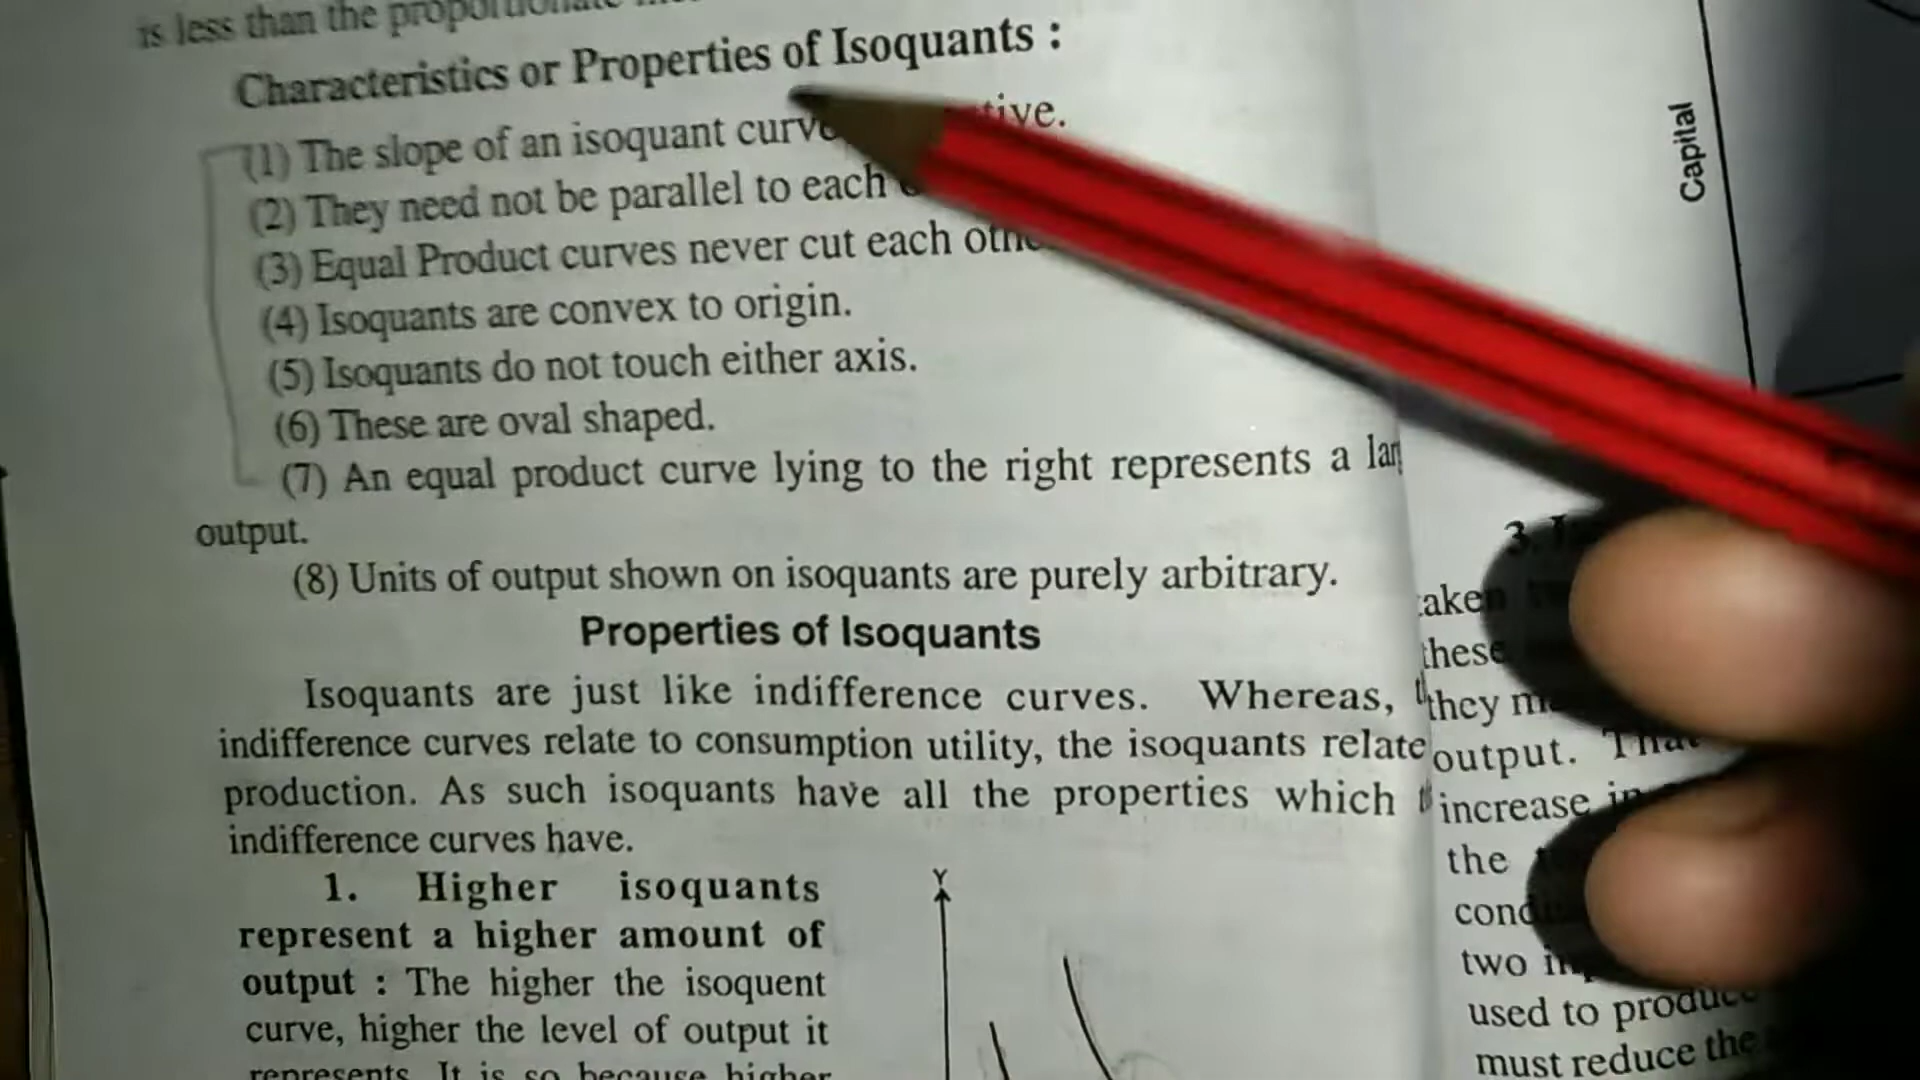 is less than the
Characteristics or Properties of Isoquants :
(1) The slope of an isoquant curve
(2) They need not be parallel to each
(3) Equal Product curves never cut each
(4) Isoquants are convex to origin.
(5) Isoquants do not touch either axis.
(6) These are oval shaped.
(7) An equal product curve lying to the right represents a
output.
(8) Units of output shown on isoquants are purely arbitrary.
Properties of Isoquants
Isoquants are just like indifference curves. Whereas,
indifference curves relate to consumption utility, the isoquants relate
production. As such isoquants have all the properties which
indifference curves have.
1. Higher isoquants
represent a higher amount of
output : The higher the isoquent
curve, higher the level of output it
represents. It is so because higher
Y
Capital
3.
these
they
output.
increase
the
two
used to produce
must reduce the